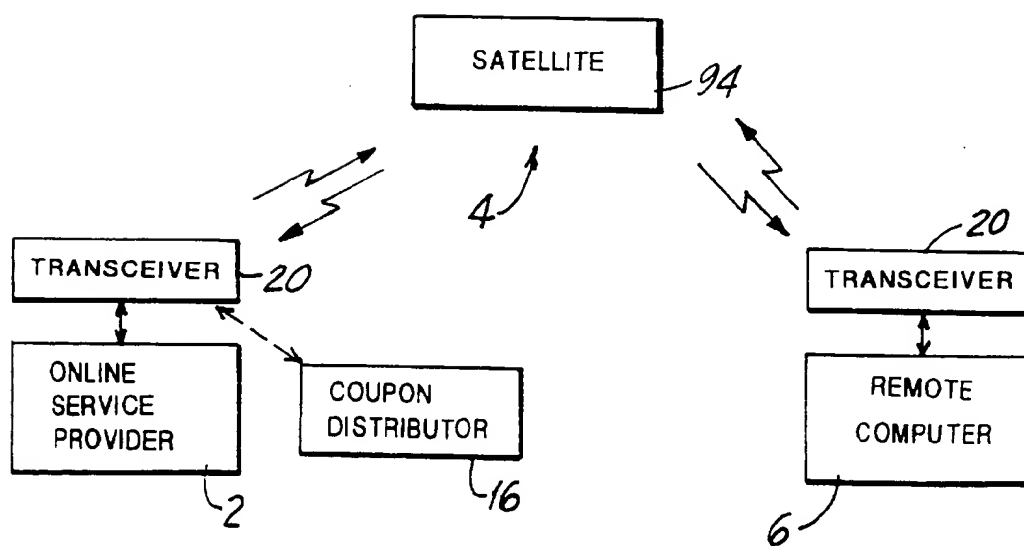 SATELLITE
94
4
TRANSCEIVER
20
20
TRANSCEIVER
ONLINE
SERVICE
PROVIDER
2
COUPON
DISTRIBUTOR
16
REMOTE
COMPUTER
6